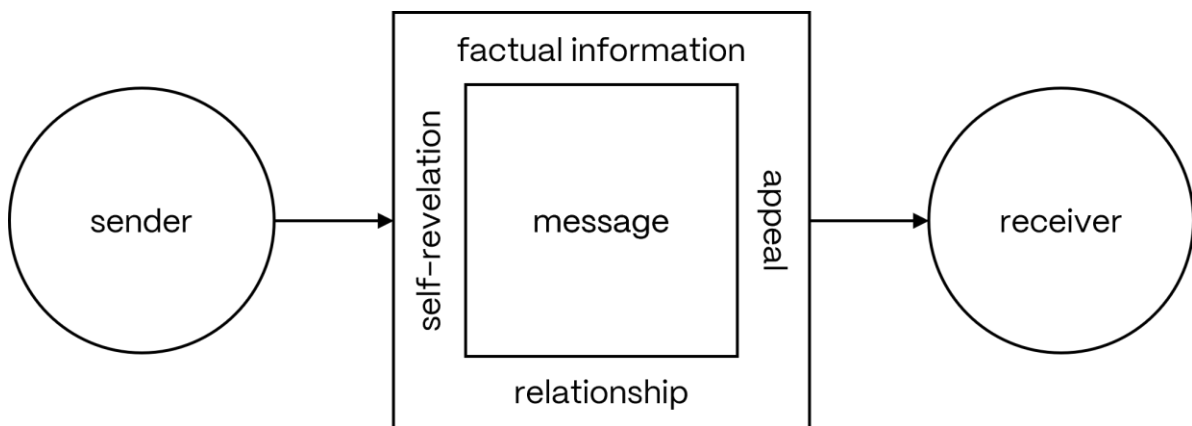 factual information
sender
self-revelation
message
appeal
receiver
relationship